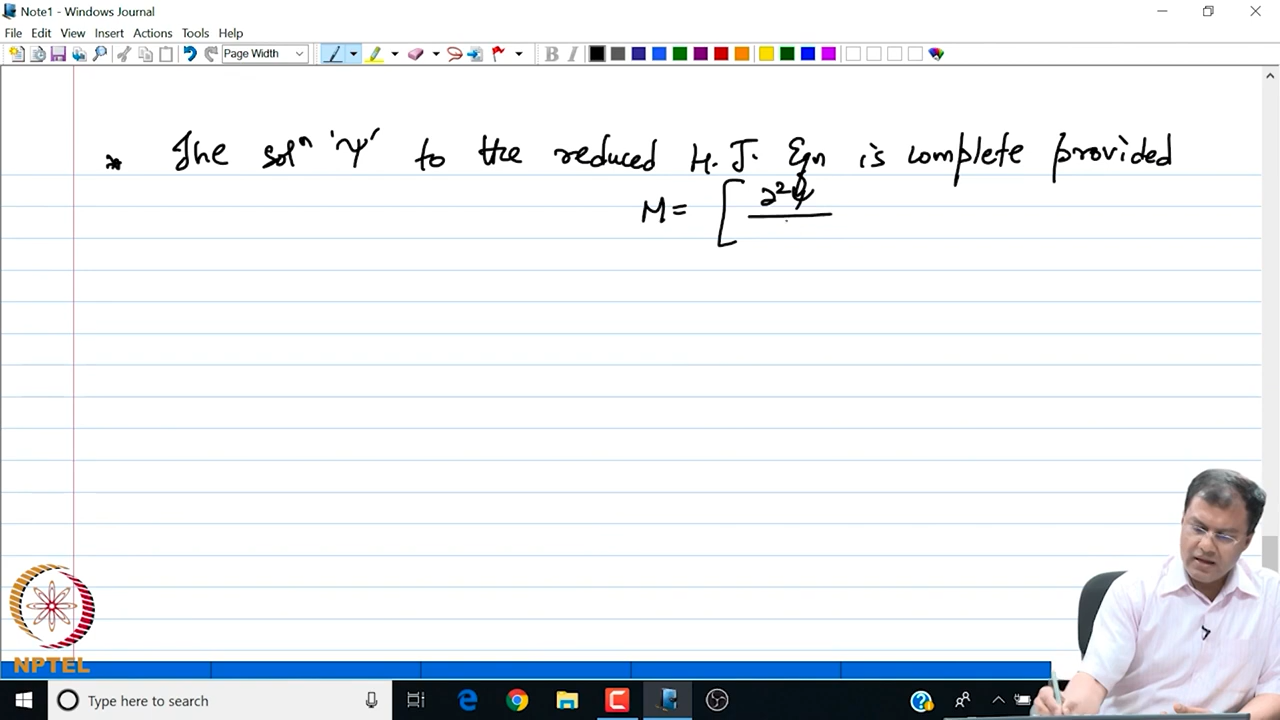 Note1 - Windows Journal
File Edit View Insert Actions Tools Help
Page Width B I
* The solⁿ 'ψ' to the reduced H. J. Eqn is complete provided
M = [ ∂²ψ
NPTEL
Type here to search